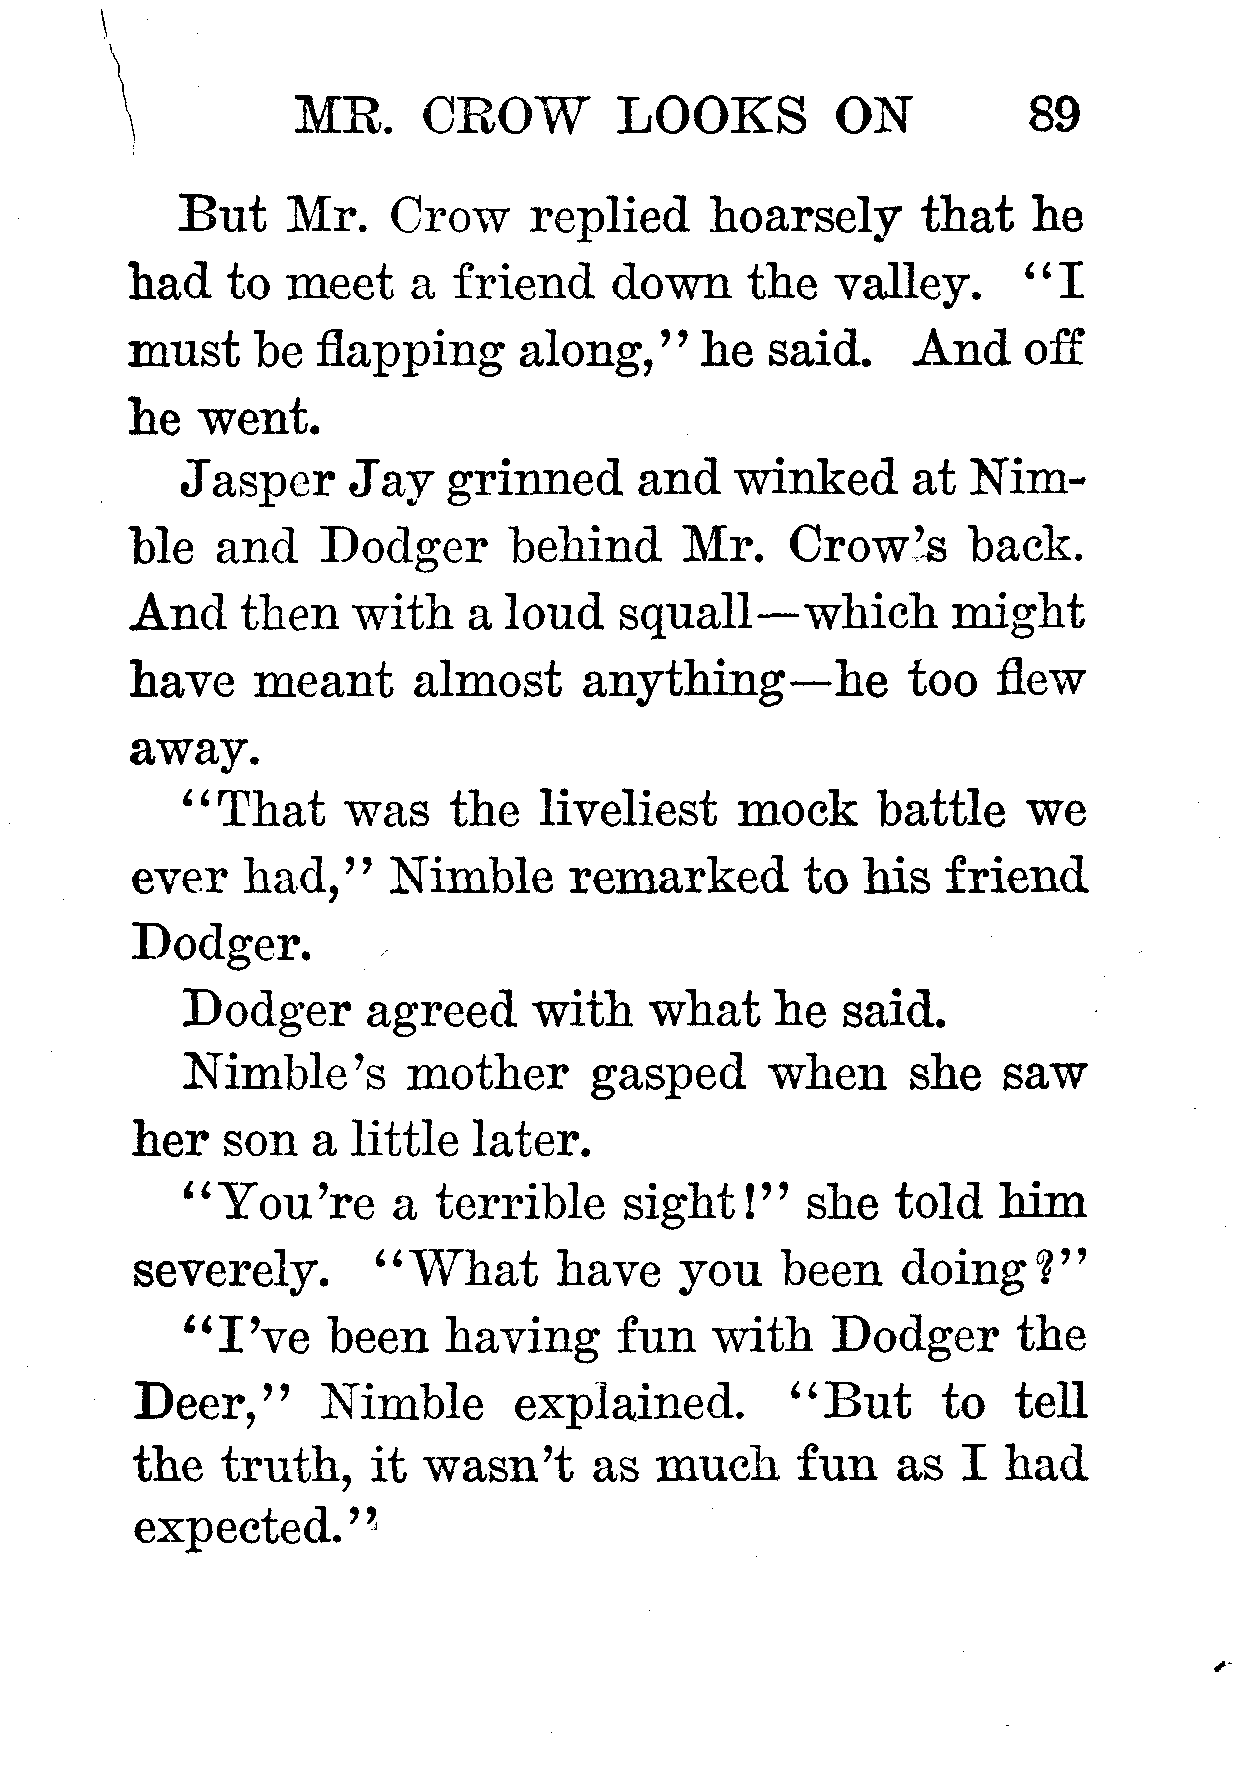 MR. CROW LOOKS ON 89
But Mr. Crow replied hoarsely that he
had to meet a friend down the valley. "I
must be flapping along," he said. And off
he went.
Jasper Jay grinned and winked at Nim-
ble and Dodger behind Mr. Crow's back.
And then with a loud squall—which might
have meant almost anything—he too flew
away.
"That was the liveliest mock battle we
ever had," Nimble remarked to his friend
Dodger.
Dodger agreed with what he said.
Nimble's mother gasped when she saw
her son a little later.
"You're a terrible sight!" she told him
severely. "What have you been doing?"
"I've been having fun with Dodger the
Deer," Nimble explained. "But to tell
the truth, it wasn't as much fun as I had
expected."